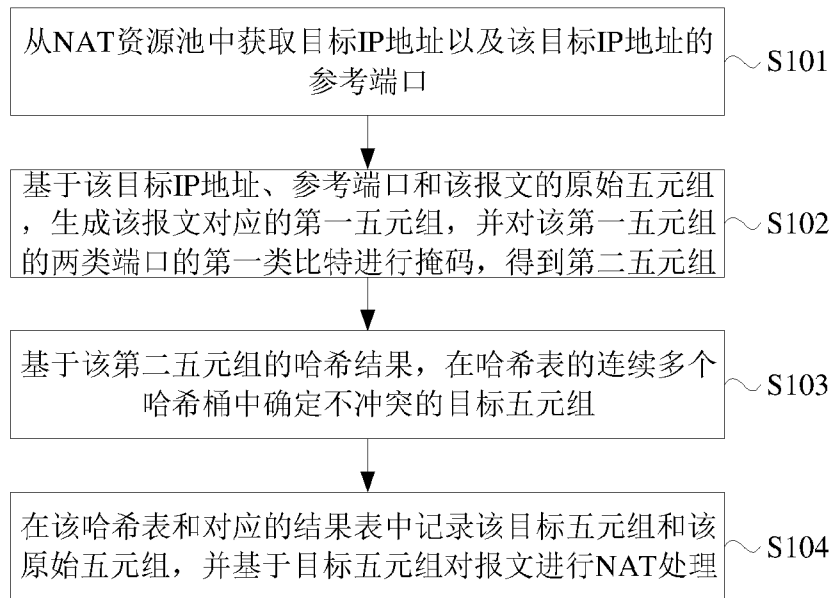 从NAT资源池中获取目标IP地址以及该目标IP地址的
参考端口
S101
基于该目标IP地址、参考端口和该报文的原始五元组
，生成该报文对应的第一五元组，并对该第一五元组
的两类端口的第一类比特进行掩码，得到第二五元组
S102
基于该第二五元组的哈希结果，在哈希表的连续多个
哈希桶中确定不冲突的目标五元组
S103
在该哈希表和对应的结果表中记录该目标五元组和该
原始五元组，并基于目标五元组对报文进行NAT处理
S104